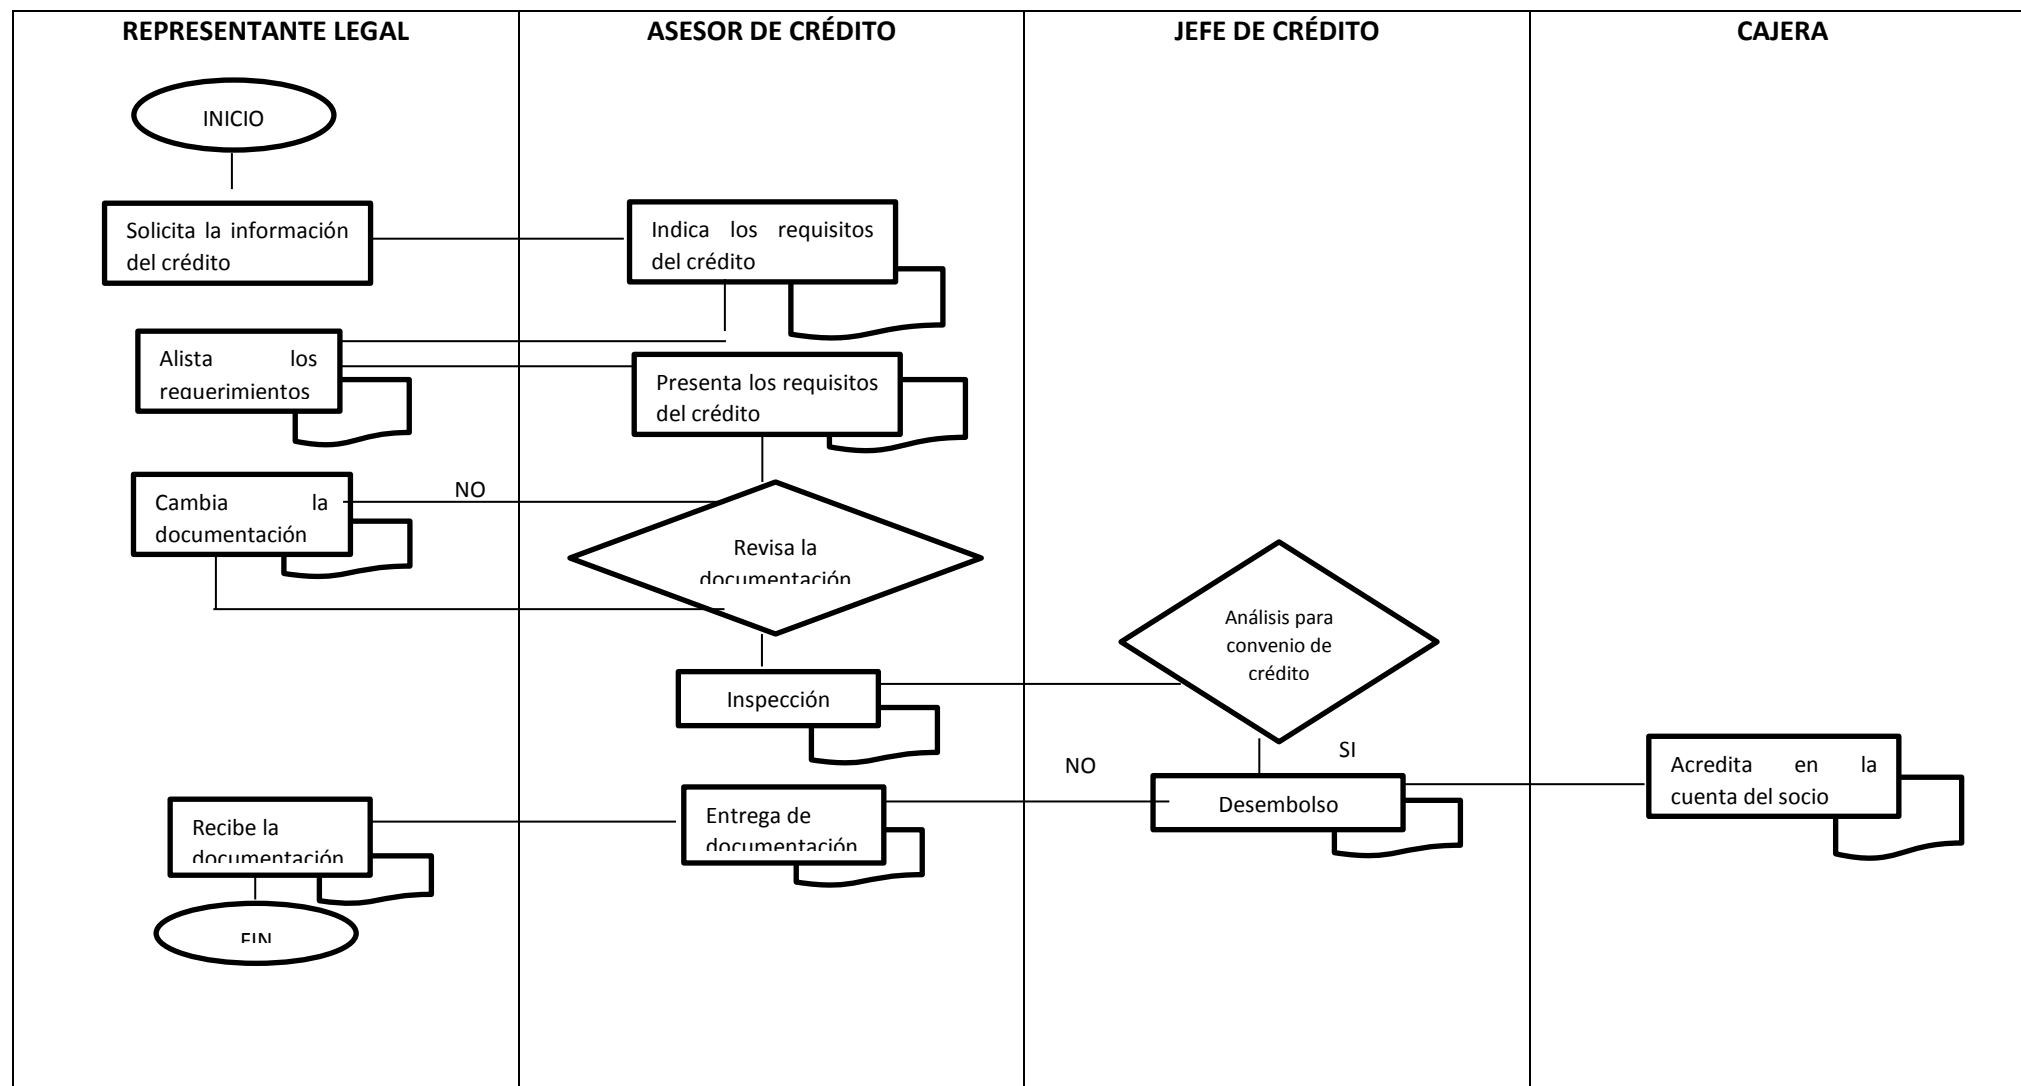 REPRESENTANTE LEGAL
ASESOR DE CRÉDITO
JEFE DE CRÉDITO
CAJERA
INICIO
Solicita la información
del crédito
Indica los requisitos
del crédito
Alista los
requerimientos
Presenta los requisitos
del crédito
Cambia la
documentación
NO
Revisa la
documentación
Análisis para
convenio de
crédito
Inspección
NO
SI
Desembolso
Acredita en la
cuenta del socio
Entrega de
documentación
Recibe la
documentación
FIN